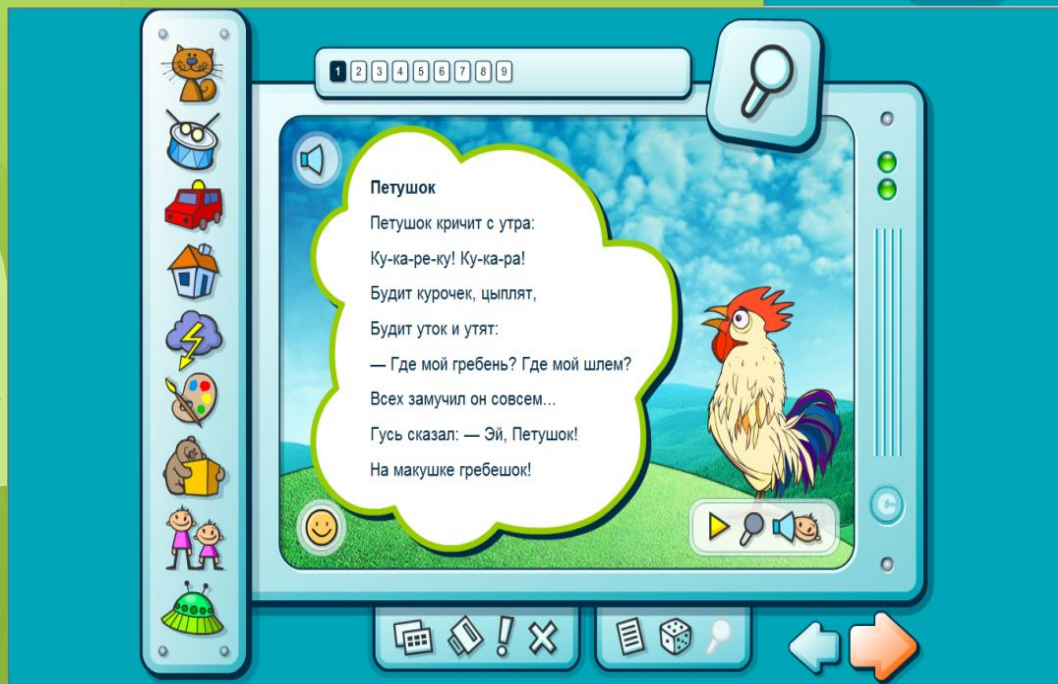 1 2 3 4 5 6 7 8 9
Петушок
Петушок кричит с утра:
Ку-ка-ре-ку! Ку-ка-ра!
Будит курочек, цыплят,
Будит уток и утят:
— Где мой гребень? Где мой шлем?
Всех замучил он совсем...
Гусь сказал: — Эй, Петушок!
На макушке гребешок!
C